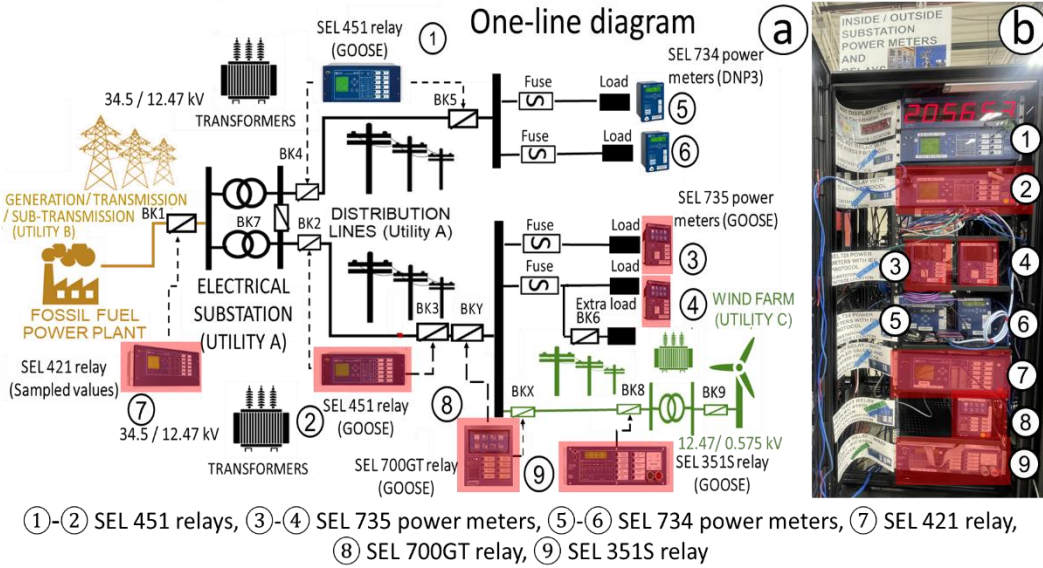 One-line diagram
a
SEL 451 relay
(GOOSE)
1
34.5 / 12.47 kV
TRANSFORMERS
BK5
Fuse
Load
SEL 734 power
meters (DNP3)
5
Fuse
Load
6
GENERATION/ TRANSMISSION
/ SUB-TRANSMISSION
(UTILITY B)
BK1
BK4
BK7
BK2
DISTRIBUTION
LINES (Utility A)
SEL 735 power
meters (GOOSE)
Fuse
Load
3
Fuse
Load
4
Extra load
BK6
FOSSIL FUEL
POWER PLANT
ELECTRICAL
SUBSTATION
(UTILITY A)
BK3
BKY
WIND FARM
(UTILITY C)
SEL 421 relay
(Sampled values)
7
34.5 / 12.47 kV
TRANSFORMERS
2
SEL 451 relay
(GOOSE)
8
BKX
BK8
BK9
12.47/ 0.575 kV
SEL 700GT relay
(GOOSE)
9
SEL 351S relay
(GOOSE)
b
INSIDE / OUTSIDE
SUBSTATION
POWER METERS
AND
RELAYS
205653
1
2
3
4
5
6
7
8
9
①-② SEL 451 relays, ③-④ SEL 735 power meters, ⑤-⑥ SEL 734 power meters, ⑦ SEL 421 relay,
⑧ SEL 700GT relay, ⑨ SEL 351S relay